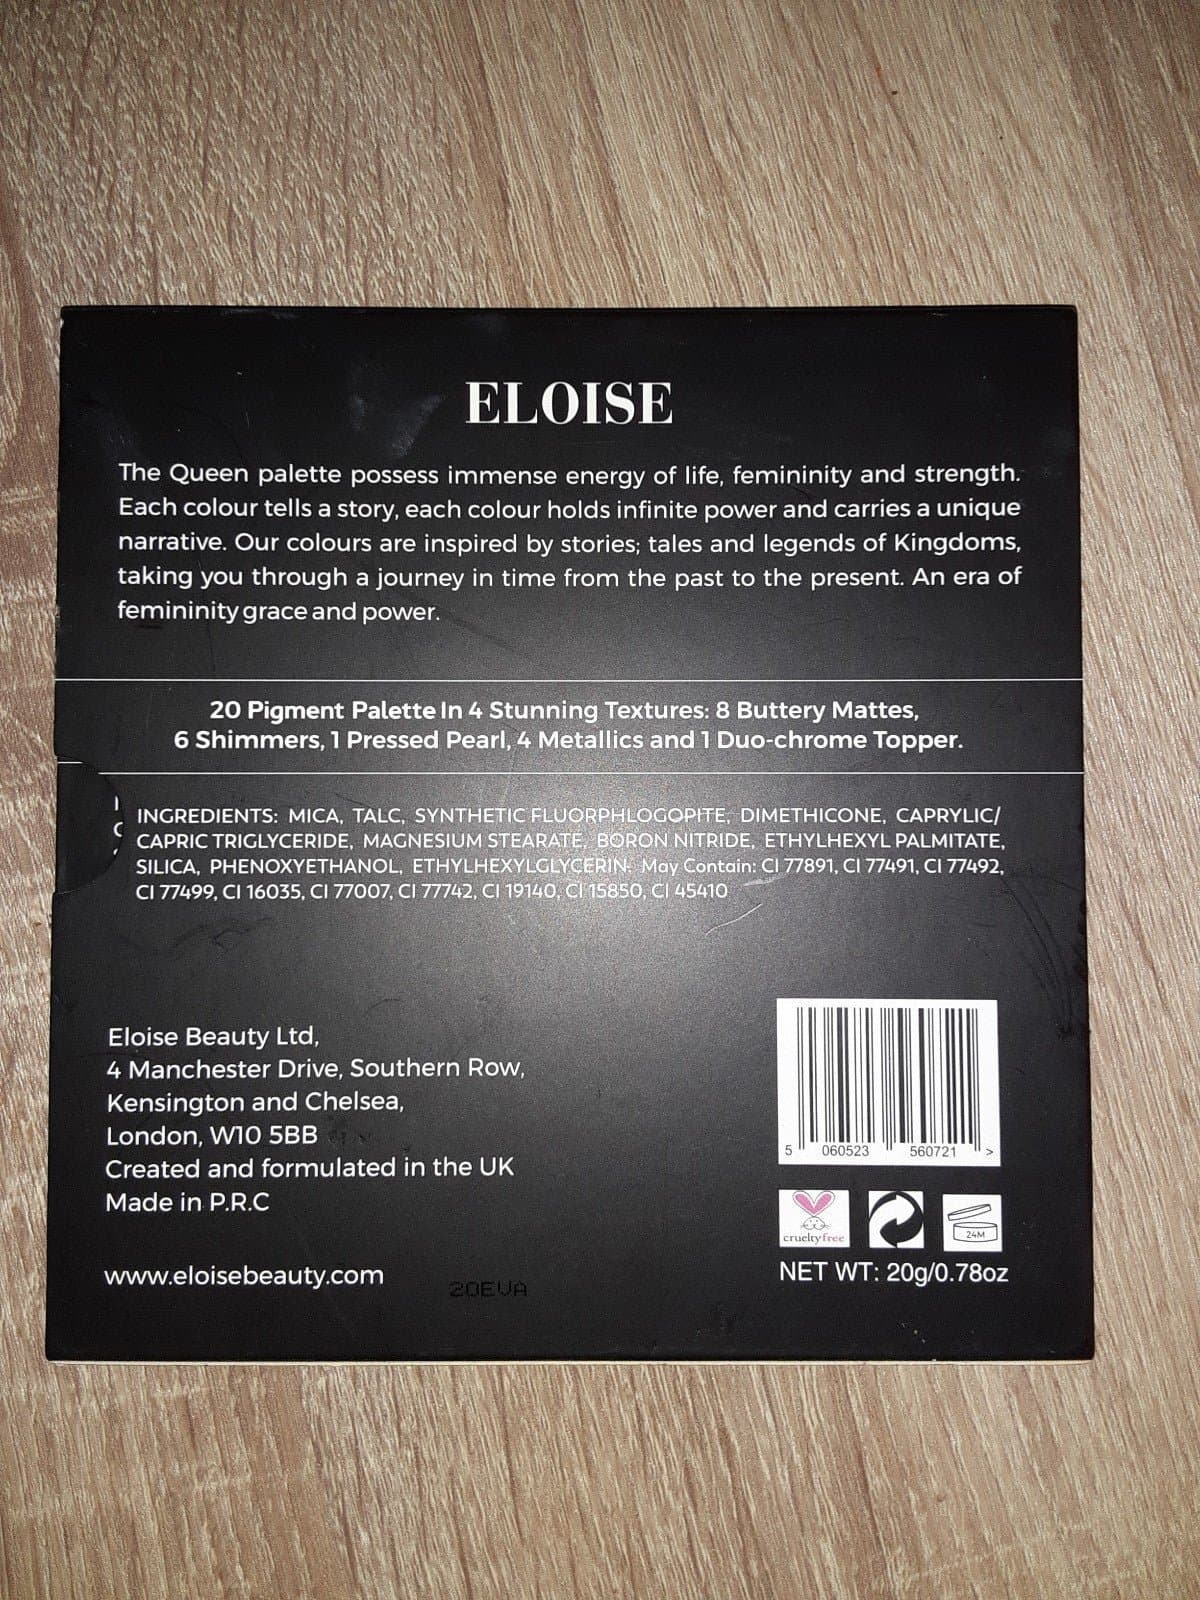 ELOISE
The Queen palette possess immense energy of life, femininity and strength.
Each colour tells a story, each colour holds infinite power and carries a unique
narrative. Our colours are inspired by stories; tales and legends of Kingdoms,
taking you through a journey in time from the past to the present. An era of
femininity grace and power.
20 Pigment Palette In 4 Stunning Textures: 8 Buttery Mattes,
6 Shimmers, 1 Pressed Pearl, 4 Metallics and 1 Duo-chrome Topper.
INGREDIENTS: MICA, TALC, SYNTHETIC FLUORPHLOGOPITE, DIMETHICONE, CAPRYLIC/
CAPRIC TRIGLYCERIDE, MAGNESIUM STEARATE, BORON NITRIDE, ETHYLHEXYL PALMITATE,
SILICA, PHENOXYETHANOL, ETHYLHEXYLGLYCERIN. May Contain: CI 77891, CI 77491, CI 77492,
CI 77499, CI 16035, CI 77007, CI 77742, CI 19140, CI 15850, CI 45410
Eloise Beauty Ltd,
4 Manchester Drive, Southern Row,
Kensington and Chelsea,
London, W10 5BB
Created and formulated in the UK
Made in P.R.C
www.eloisebeauty.com
20EVA
5 060523 560721 >
crueltyfree
24M
NET WT: 20g/0.78oz